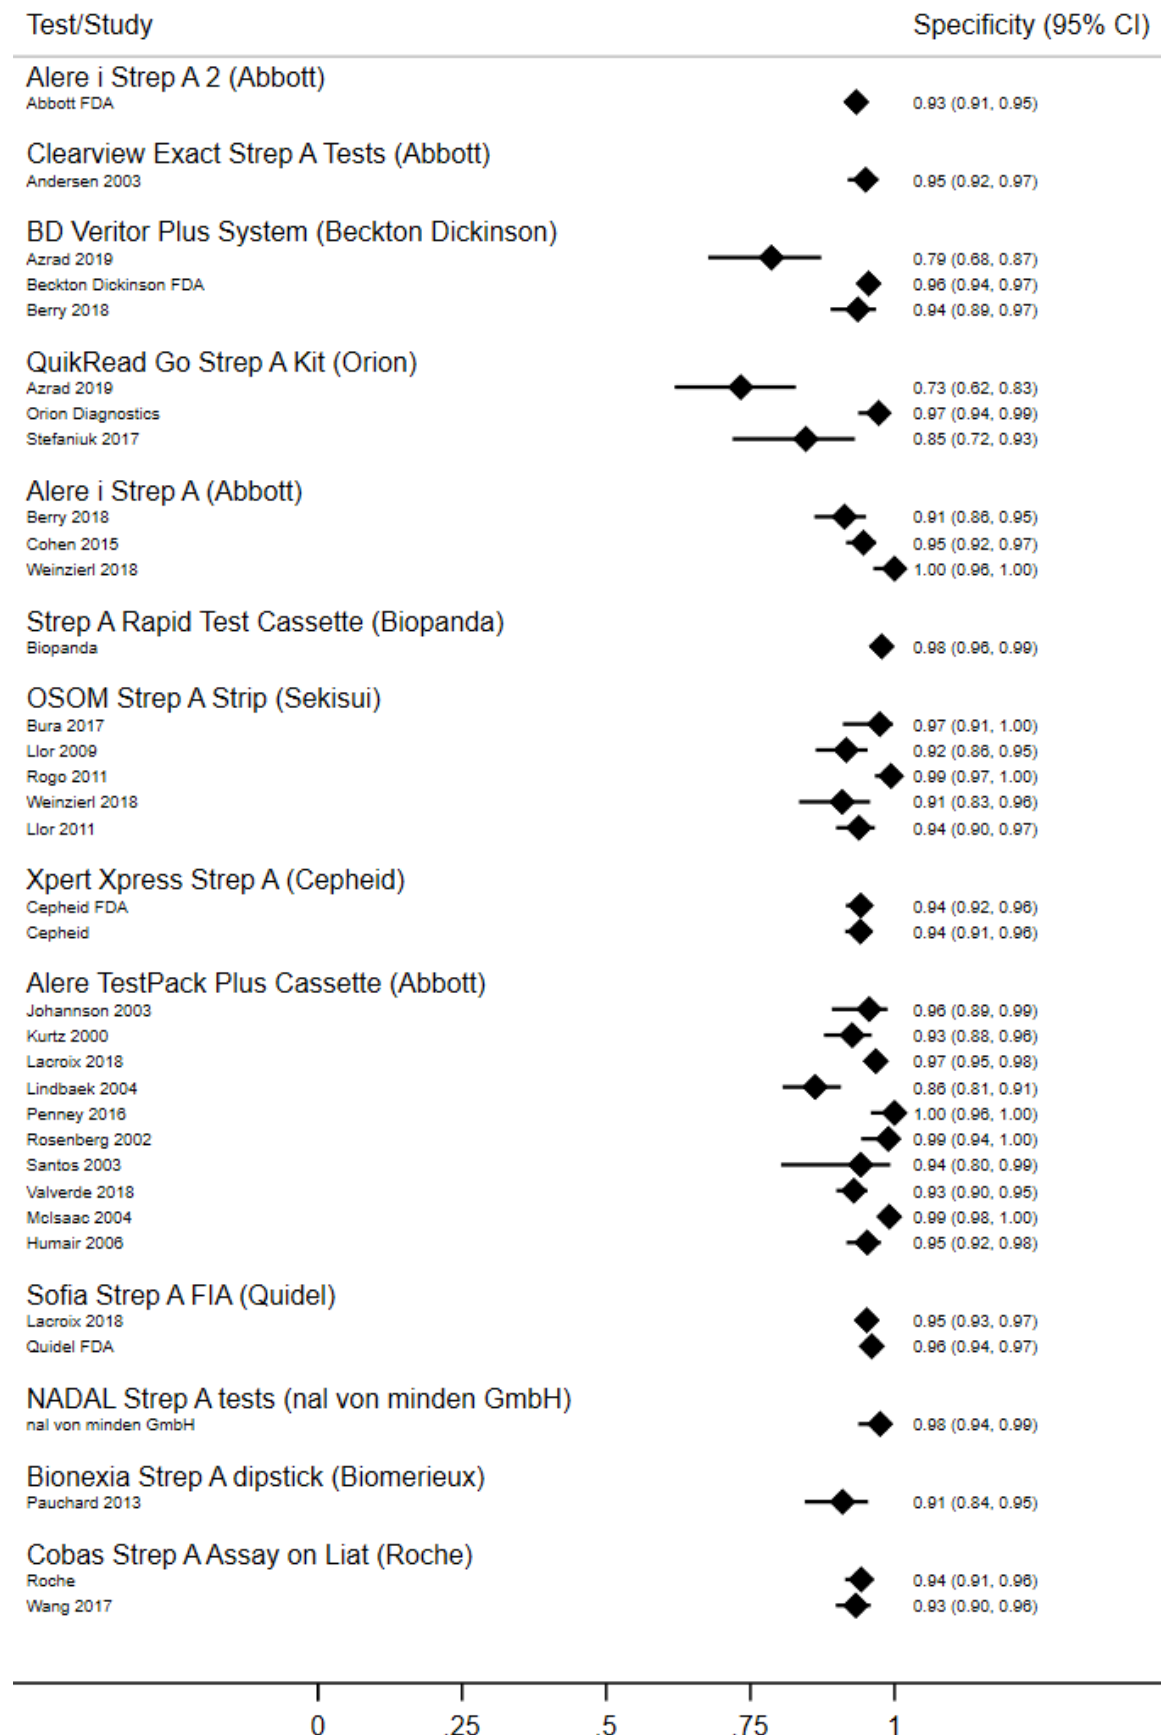 Test/Study Specificity (95% CI)
Alere i Strep A 2 (Abbott)
Abbott FDA 0.93 (0.91, 0.95)
Clearview Exact Strep A Tests (Abbott)
Andersen 2003 0.95 (0.92, 0.97)
BD Veritor Plus System (Beckton Dickinson)
Azrad 2019 0.79 (0.68, 0.87)
Beckton Dickinson FDA 0.96 (0.94, 0.97)
Berry 2018 0.94 (0.89, 0.97)
QuikRead Go Strep A Kit (Orion)
Azrad 2019 0.73 (0.62, 0.83)
Orion Diagnostics 0.97 (0.94, 0.99)
Stefaniuk 2017 0.85 (0.72, 0.93)
Alere i Strep A (Abbott)
Berry 2018 0.91 (0.86, 0.95)
Cohen 2015 0.95 (0.92, 0.97)
Weinzierl 2018 1.00 (0.96, 1.00)
Strep A Rapid Test Cassette (Biopanda)
Biopanda 0.98 (0.96, 0.99)
OSOM Strep A Strip (Sekisui)
Bura 2017 0.97 (0.91, 1.00)
Llor 2009 0.92 (0.86, 0.95)
Rogo 2011 0.99 (0.97, 1.00)
Weinzierl 2018 0.91 (0.83, 0.96)
Llor 2011 0.94 (0.90, 0.97)
Xpert Xpress Strep A (Cepheid)
Cepheid FDA 0.94 (0.92, 0.96)
Cepheid 0.94 (0.91, 0.96)
Alere TestPack Plus Cassette (Abbott)
Johannson 2003 0.96 (0.89, 0.99)
Kurtz 2000 0.93 (0.88, 0.96)
Lacroix 2018 0.97 (0.95, 0.98)
Lindbaek 2004 0.86 (0.81, 0.91)
Penney 2016 1.00 (0.96, 1.00)
Rosenberg 2002 0.99 (0.94, 1.00)
Santos 2003 0.94 (0.80, 0.99)
Valverde 2018 0.93 (0.90, 0.95)
McIsaac 2004 0.99 (0.98, 1.00)
Humair 2006 0.95 (0.92, 0.98)
Sofia Strep A FIA (Quidel)
Lacroix 2018 0.95 (0.93, 0.97)
Quidel FDA 0.96 (0.94, 0.97)
NADAL Strep A tests (nal von minden GmbH)
nal von minden GmbH 0.98 (0.94, 0.99)
Bionexia Strep A dipstick (Biomerieux)
Pauchard 2013 0.91 (0.84, 0.95)
Cobas Strep A Assay on Liat (Roche)
Roche 0.94 (0.91, 0.96)
Wang 2017 0.93 (0.90, 0.96)
0 .25 .5 .75 1